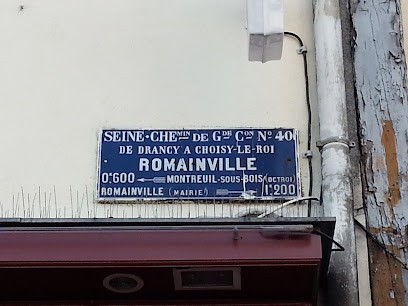 SEINE·CHEMIN DE GDE CON No 40
DE DRANCY A CHOISY-LE-ROI
ROMAINVILLE
0K600 ← MONTREUIL-SOUS-BOIS (OCTROI)
ROMAINVILLE (MAIRIE) → 1K200